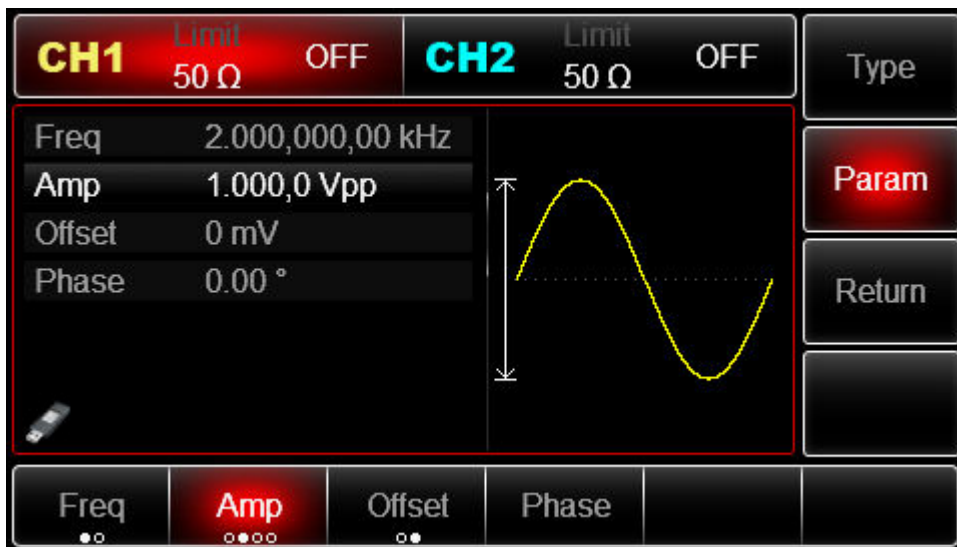 CH1 Limit 50 Ω OFF
CH2 Limit 50 Ω OFF
Type
Freq 2.000,000,00 kHz
Amp 1.000,0 Vpp
Offset 0 mV
Phase 0.00 °
Param
Return
Freq Amp Offset Phase